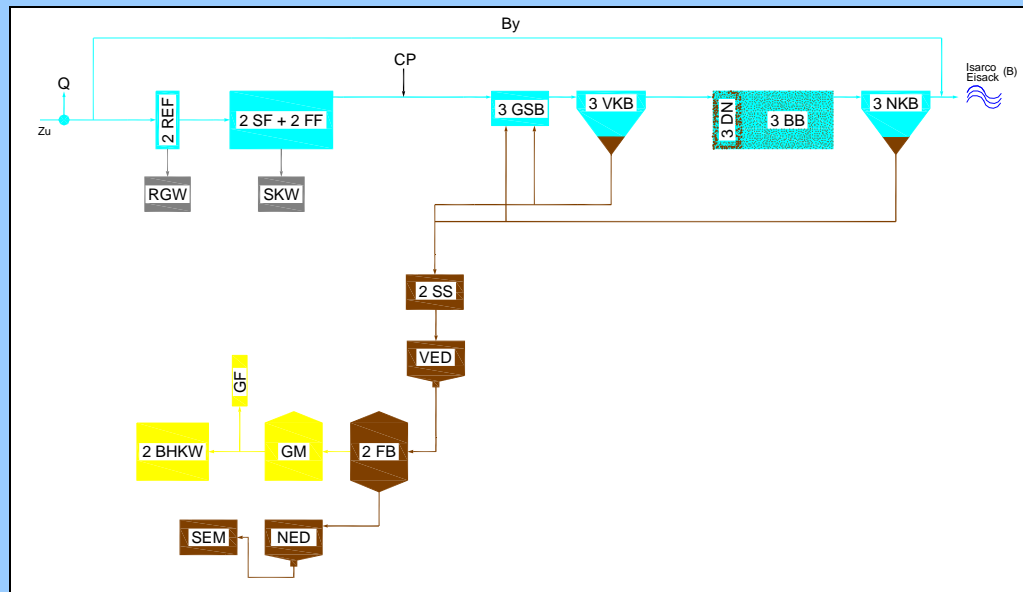 By
CP
Q
Zu
2 REF
2 SF + 2 FF
3 GSB
3 VKB
3 DN
3 BB
3 NKB
Isarco
Eisack (B)
RGW
SKW
2 SS
VED
GF
2 BHKW
GM
2 FB
SEM
NED